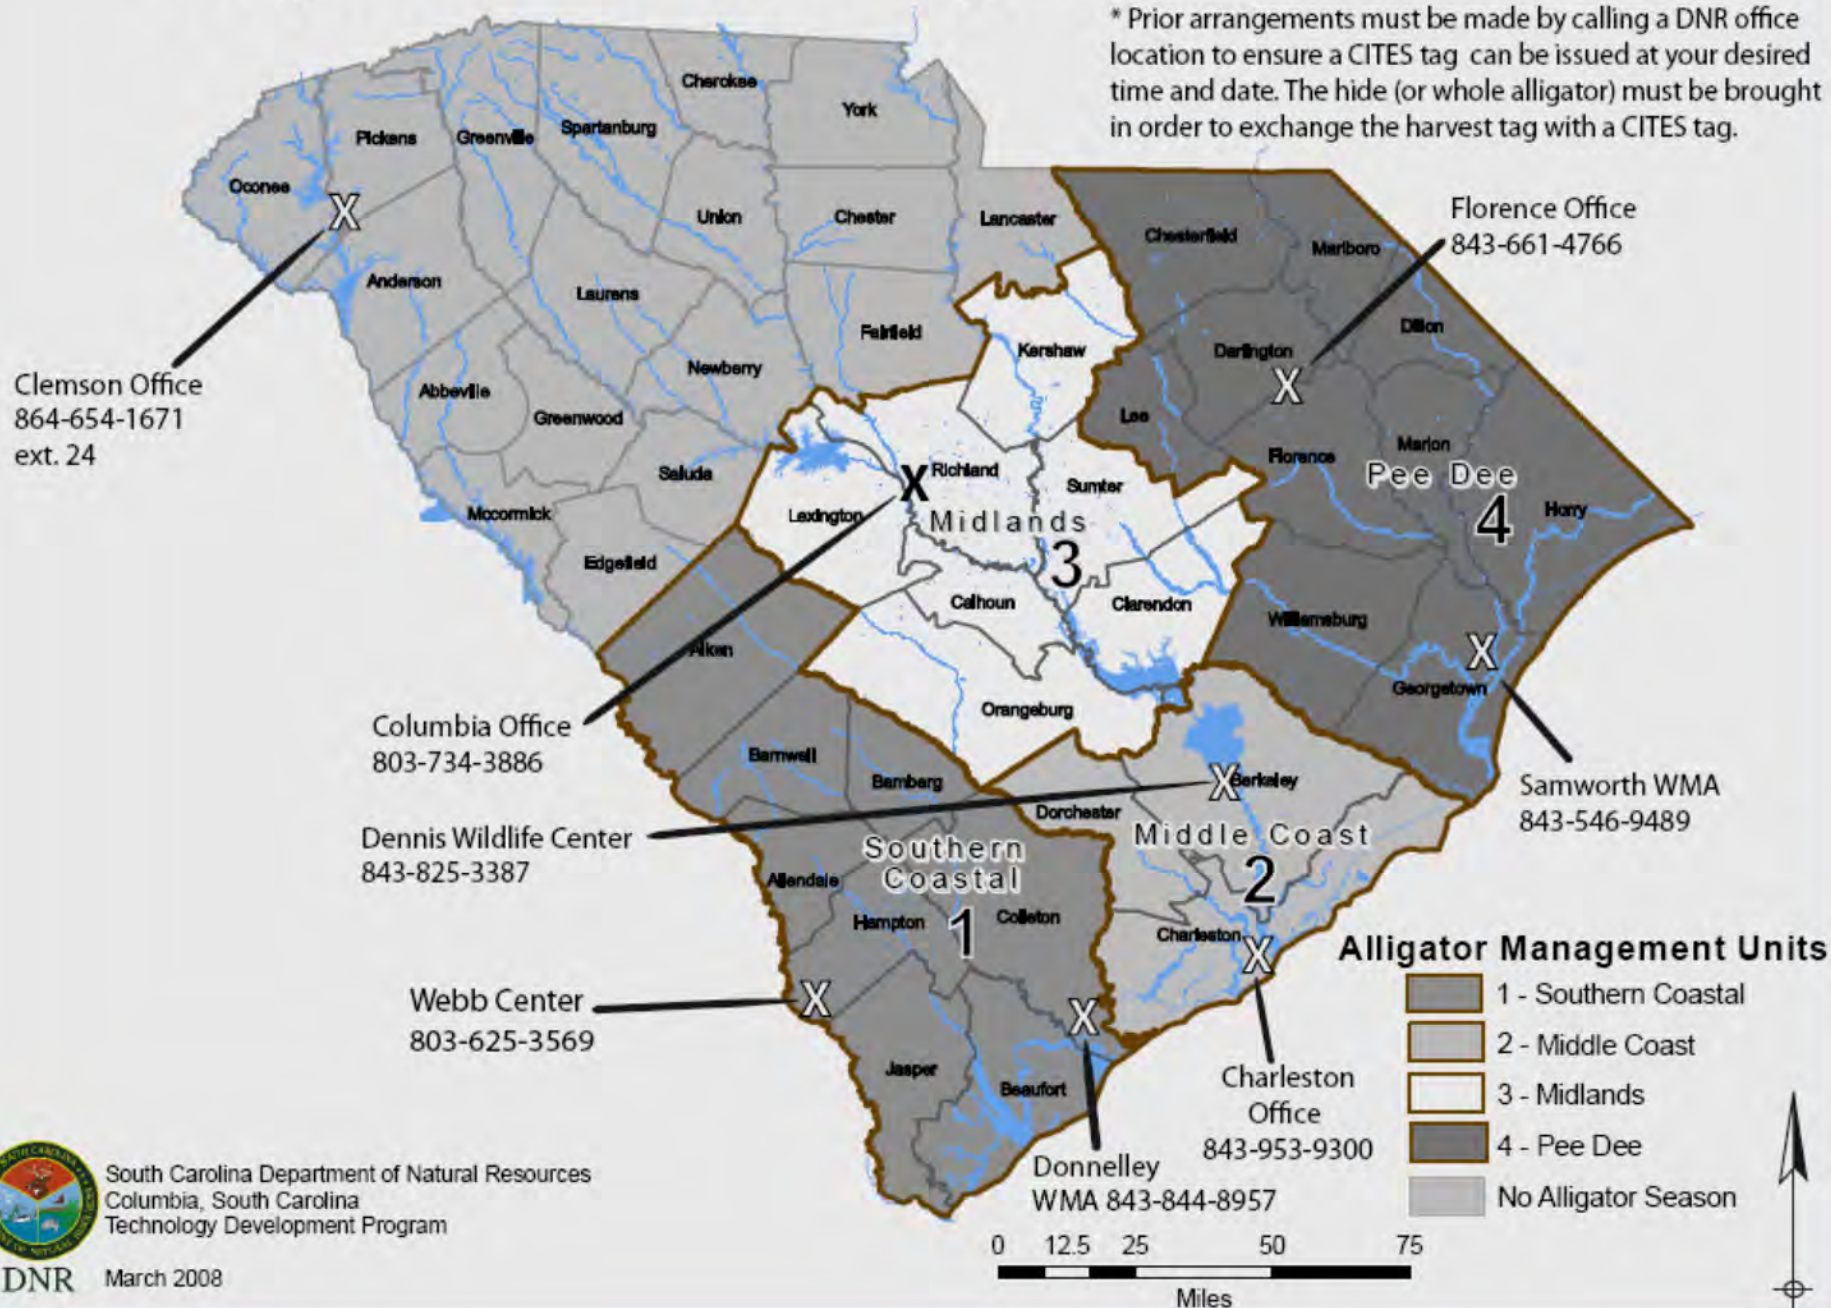 * Prior arrangements must be made by calling a DNR office
location to ensure a CITES tag can be issued at your desired
time and date. The hide (or whole alligator) must be brought
in order to exchange the harvest tag with a CITES tag.
Cherokee
York
Pickens
Greenville
Spartanburg
Oconee
Union
Chester
Lancaster
Chesterfield
Marlboro
Florence Office
843-661-4766
Anderson
Laurens
Fairfield
Kershaw
Darlington
Dillon
Clemson Office
864-654-1671
ext. 24
Abbeville
Greenwood
Newberry
Lee
Marion
Florence
Pee Dee
4
Horry
Saluda
Richland
Sumter
Mccormick
Lexington
Midlands
3
Edgefield
Calhoun
Clarendon
Williamsburg
Aiken
Georgetown
Orangeburg
Columbia Office
803-734-3886
Barnwell
Bamberg
Berkeley
Dorchester
Samworth WMA
843-546-9489
Dennis Wildlife Center
843-825-3387
Southern
Coastal
1
Middle Coast
2
Allendale
Hampton
Colleton
Charleston
Webb Center
803-625-3569
Jasper
Beaufort
Charleston
Office
843-953-9300
Donnelley
WMA 843-844-8957
Alligator Management Units
1 - Southern Coastal
2 - Middle Coast
3 - Midlands
4 - Pee Dee
No Alligator Season
South Carolina Department of Natural Resources
Columbia, South Carolina
Technology Development Program
DNR
March 2008
0 12.5 25 50 75
Miles
X
X
X
X
X
X
X
X